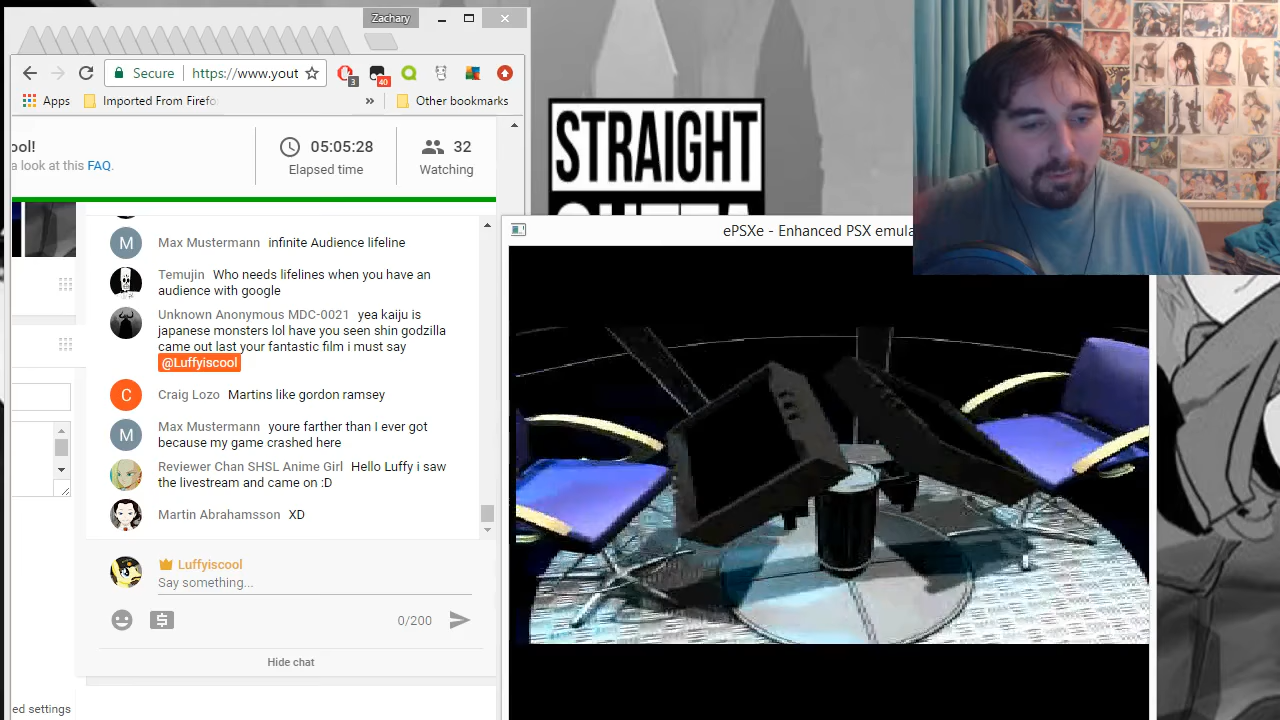 Zachary
Secure https://www.yout
3
40
Apps Imported From Firefo » Other bookmarks
ool!
a look at this FAQ.
05:05:28
Elapsed time
32
Watching
STRAIGHT
ePSXe - Enhanced PSX emula
M Max Mustermann infinite Audience lifeline
Temujin Who needs lifelines when you have an
audience with google
Unknown Anonymous MDC-0021 yea kaiju is
japanese monsters lol have you seen shin godzilla
came out last your fantastic film i must say
@Luffyiscool
C Craig Lozo Martins like gordon ramsey
M Max Mustermann youre farther than I ever got
because my game crashed here
Reviewer Chan SHSL Anime Girl Hello Luffy i saw
the livestream and came on :D
Martin Abrahamsson XD
Luffyiscool
Say something...
0/200
Hide chat
ed settings